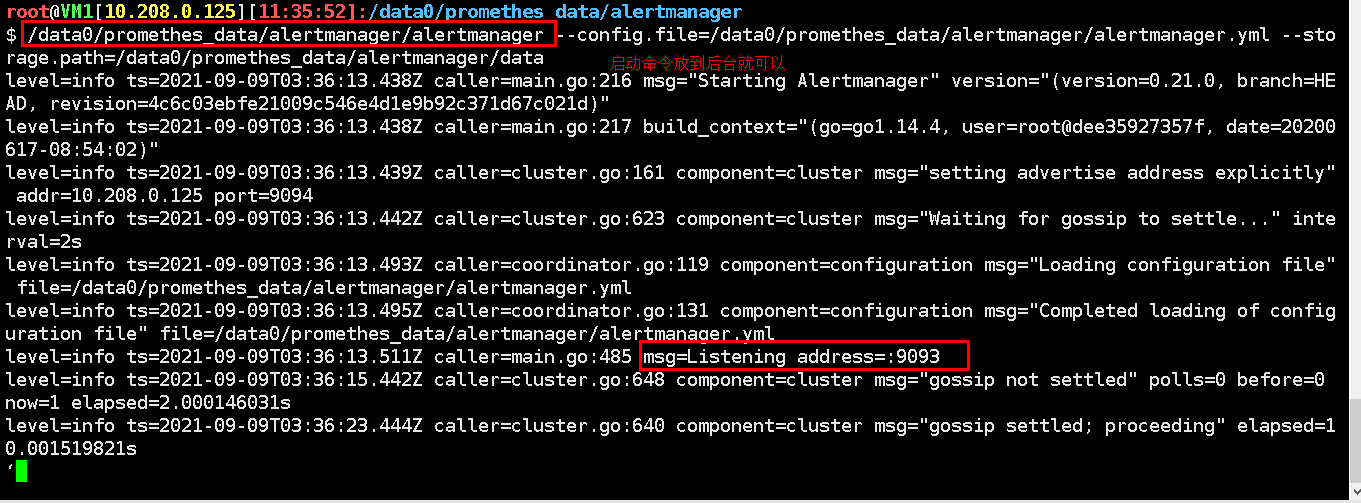 root@VM1[10.208.0.125][11:35:52]:/data0/promethes_data/alertmanager
$ /data0/promethes_data/alertmanager/alertmanager --config.file=/data0/promethes_data/alertmanager/alertmanager.yml --sto
rage.path=/data0/promethes_data/alertmanager/data
启动命令放到后台就可以
level=info ts=2021-09-09T03:36:13.438Z caller=main.go:216 msg="Starting Alertmanager" version="(version=0.21.0, branch=HE
AD, revision=4c6c03ebfe21009c546e4d1e9b92c371d67c021d)"
level=info ts=2021-09-09T03:36:13.438Z caller=main.go:217 build_context="(go=go1.14.4, user=root@dee35927357f, date=20200
617-08:54:02)"
level=info ts=2021-09-09T03:36:13.439Z caller=cluster.go:161 component=cluster msg="setting advertise address explicitly"
 addr=10.208.0.125 port=9094
level=info ts=2021-09-09T03:36:13.442Z caller=cluster.go:623 component=cluster msg="Waiting for gossip to settle..." inte
rval=2s
level=info ts=2021-09-09T03:36:13.493Z caller=coordinator.go:119 component=configuration msg="Loading configuration file"
 file=/data0/promethes_data/alertmanager/alertmanager.yml
level=info ts=2021-09-09T03:36:13.495Z caller=coordinator.go:131 component=configuration msg="Completed loading of config
uration file" file=/data0/promethes_data/alertmanager/alertmanager.yml
level=info ts=2021-09-09T03:36:13.511Z caller=main.go:485 msg=Listening address=:9093
level=info ts=2021-09-09T03:36:15.442Z caller=cluster.go:648 component=cluster msg="gossip not settled" polls=0 before=0
now=1 elapsed=2.000146031s
level=info ts=2021-09-09T03:36:23.444Z caller=cluster.go:640 component=cluster msg="gossip settled; proceeding" elapsed=1
0.001519821s
‘